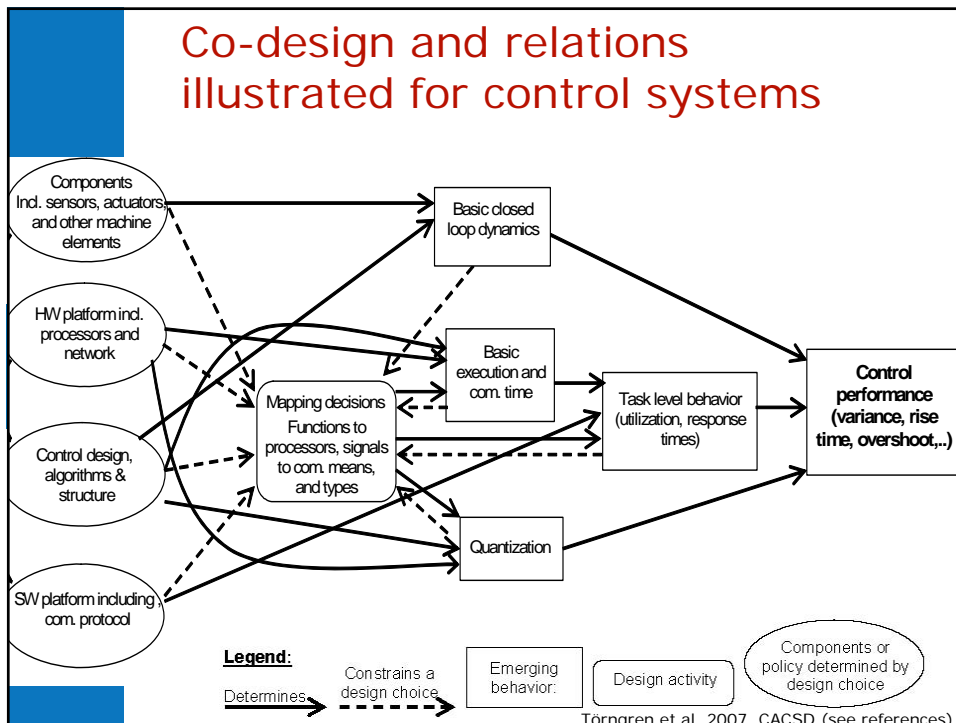 Co-design and relations
illustrated for control systems
Components
Incl. sensors, actuators,
and other machine
elements
HW platform incl.
processors and
network
Control design,
algorithms &
structure
SW platform including ,
com. protocol
Mapping decisions
Functions to
processors, signals
to com. means,
and types
Basic closed
loop dynamics
Basic
execution and
com. time
Quantization
Task level behavior
(utilization, response
times)
Control
performance
(variance, rise
time, overshoot,..)
Legend:
Determines
Constrains a
design choice
Emerging
behavior:
Design activity
Components or
policy determined by
design choice
Törngren et al. 2007, CACSD (see references)